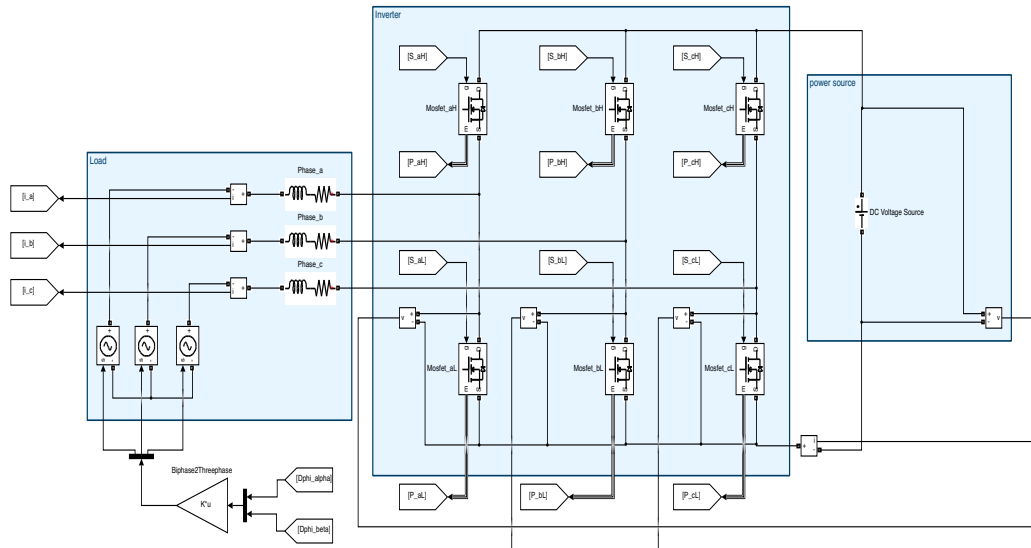 Inverter
[S_aH]
[S_bH]
[S_cH]
g
D
g
D
g
D
Mosfet_aH
Mosfet_bH
Mosfet_cH
m
S
m
S
m
S
power source
Load
[P_aH]
[P_bH]
[P_cH]
Phase_a
[i_a]
- i +
DC Voltage Source
Phase_b
[i_b]
- i +
Phase_c
[S_aL]
[S_bL]
[S_cL]
[i_c]
- i +
v + -
v + -
v + -
+ - v
s + -
s + -
s + -
g
D
g
D
g
D
Mosfet_aL
Mosfet_bL
Mosfet_cL
m
S
m
S
m
S
+ i -
Biphase2Threephase
[Dphi_alpha]
K*u
[P_aL]
[P_bL]
[P_cL]
[Dphi_beta]